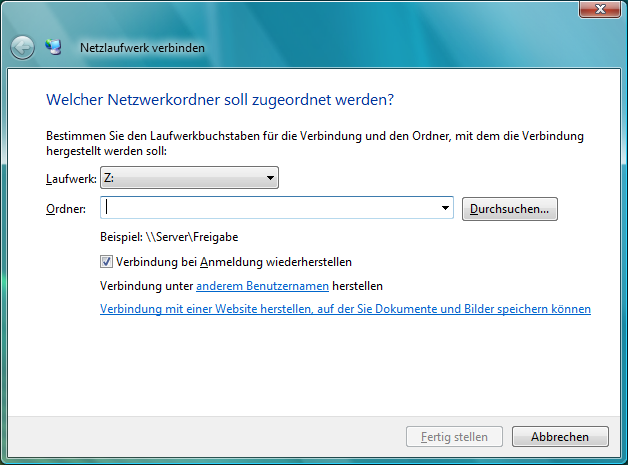 Netzlaufwerk verbinden
Welcher Netzwerkordner soll zugeordnet werden?
Bestimmen Sie den Laufwerkbuchstaben für die Verbindung und den Ordner, mit dem die Verbindung
hergestellt werden soll:
Laufwerk: Z:
Ordner: Durchsuchen...
Beispiel: \\Server\Freigabe
Verbindung bei Anmeldung wiederherstellen
Verbindung unter anderem Benutzernamen herstellen
Verbindung mit einer Website herstellen, auf der Sie Dokumente und Bilder speichern können
Fertig stellen Abbrechen